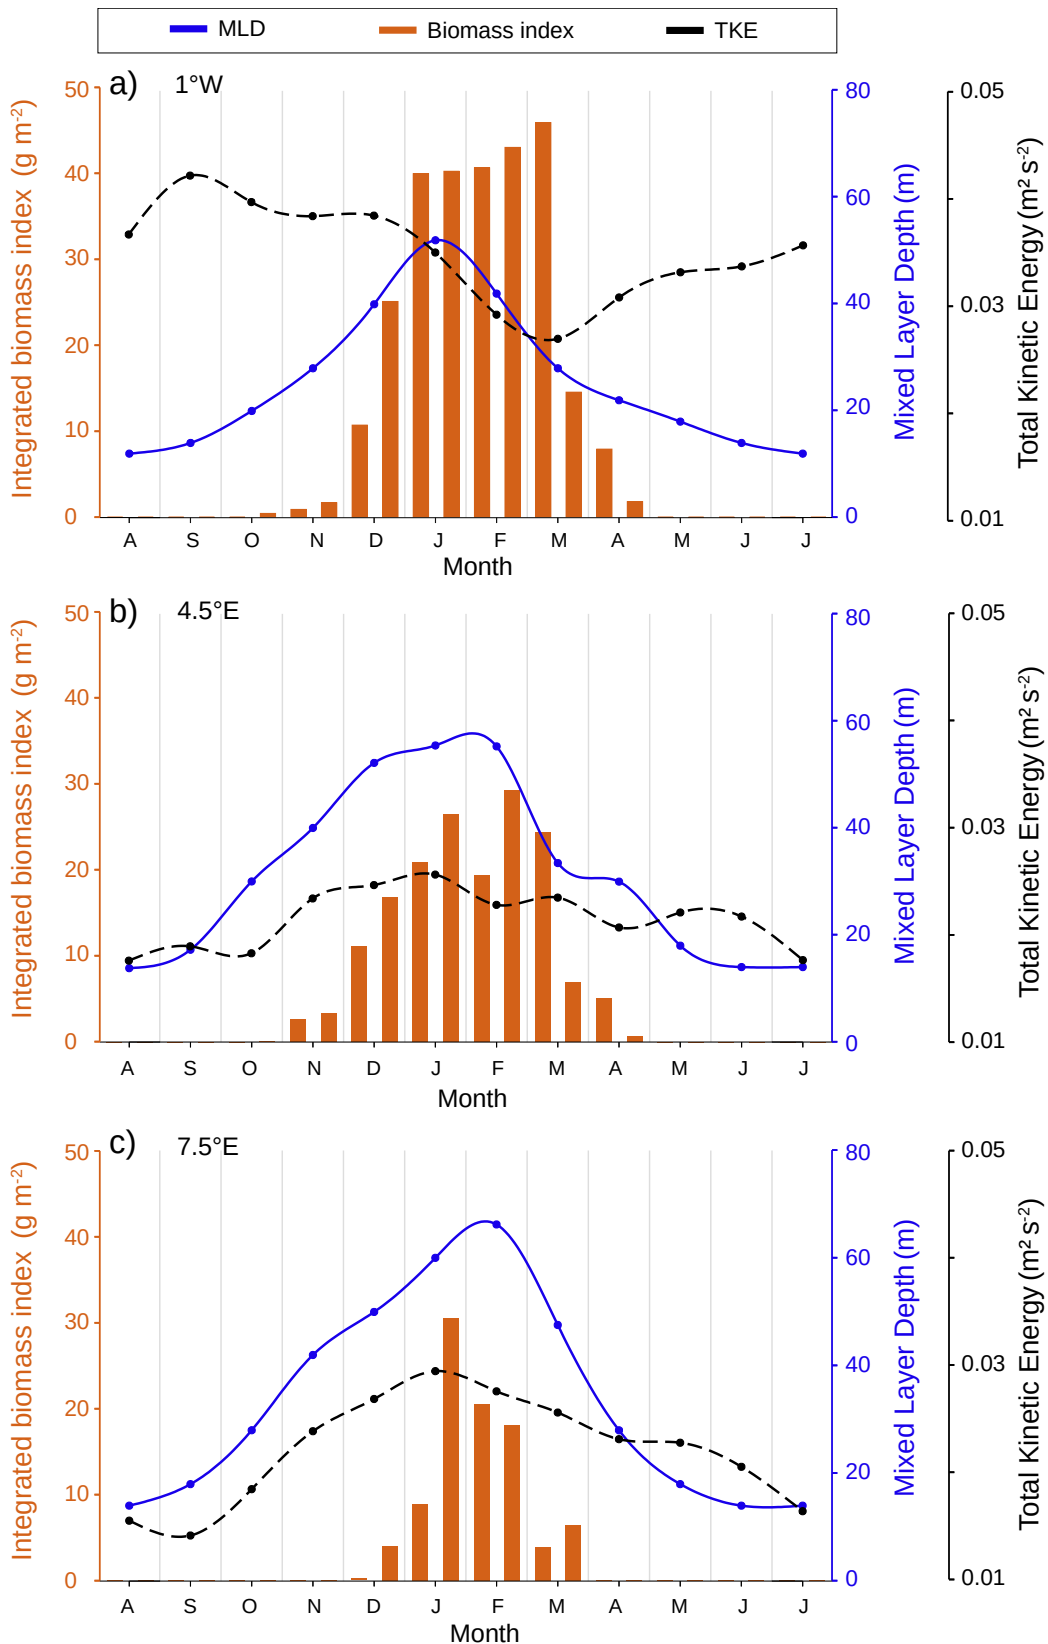 MLD Biomass index TKE
a) 1°W
Integrated biomass index (g m-2)
50
40
30
20
10
0
80
60
40
20
0
Mixed Layer Depth (m)
0.05
0.03
0.01
Total Kinetic Energy (m² s-2)
A S O N D J F M A M J J
Month
b) 4.5°E
Integrated biomass index (g m-2)
50
40
30
20
10
0
80
60
40
20
0
Mixed Layer Depth (m)
0.05
0.03
0.01
Total Kinetic Energy (m² s-2)
A S O N D J F M A M J J
Month
c) 7.5°E
Integrated biomass index (g m-2)
50
40
30
20
10
0
80
60
40
20
0
Mixed Layer Depth (m)
0.05
0.03
0.01
Total Kinetic Energy (m² s-2)
A S O N D J F M A M J J
Month